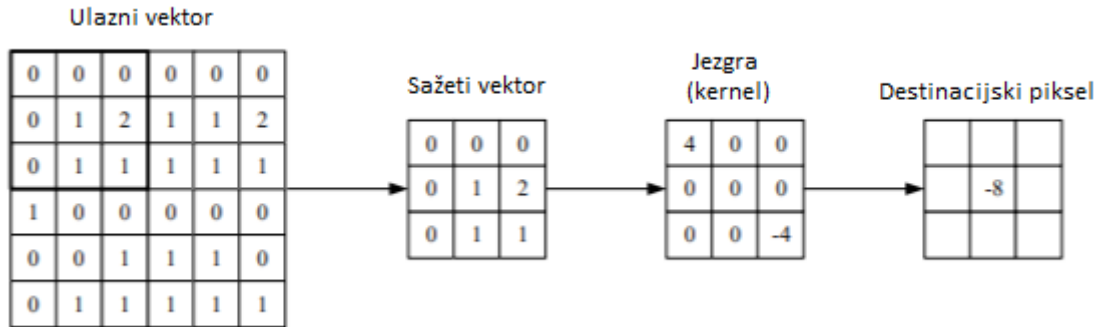 Ulazni vektor
0 0 0 0 0 0
0 1 2 1 1 2
0 1 1 1 1 1
1 0 0 0 0 0
0 0 1 1 1 0
0 1 1 1 1 1
Sažeti vektor
0 0 0
0 1 2
0 1 1
Jezgra
(kernel)
4 0 0
0 0 0
0 0 -4
Destinacijski piksel
-8